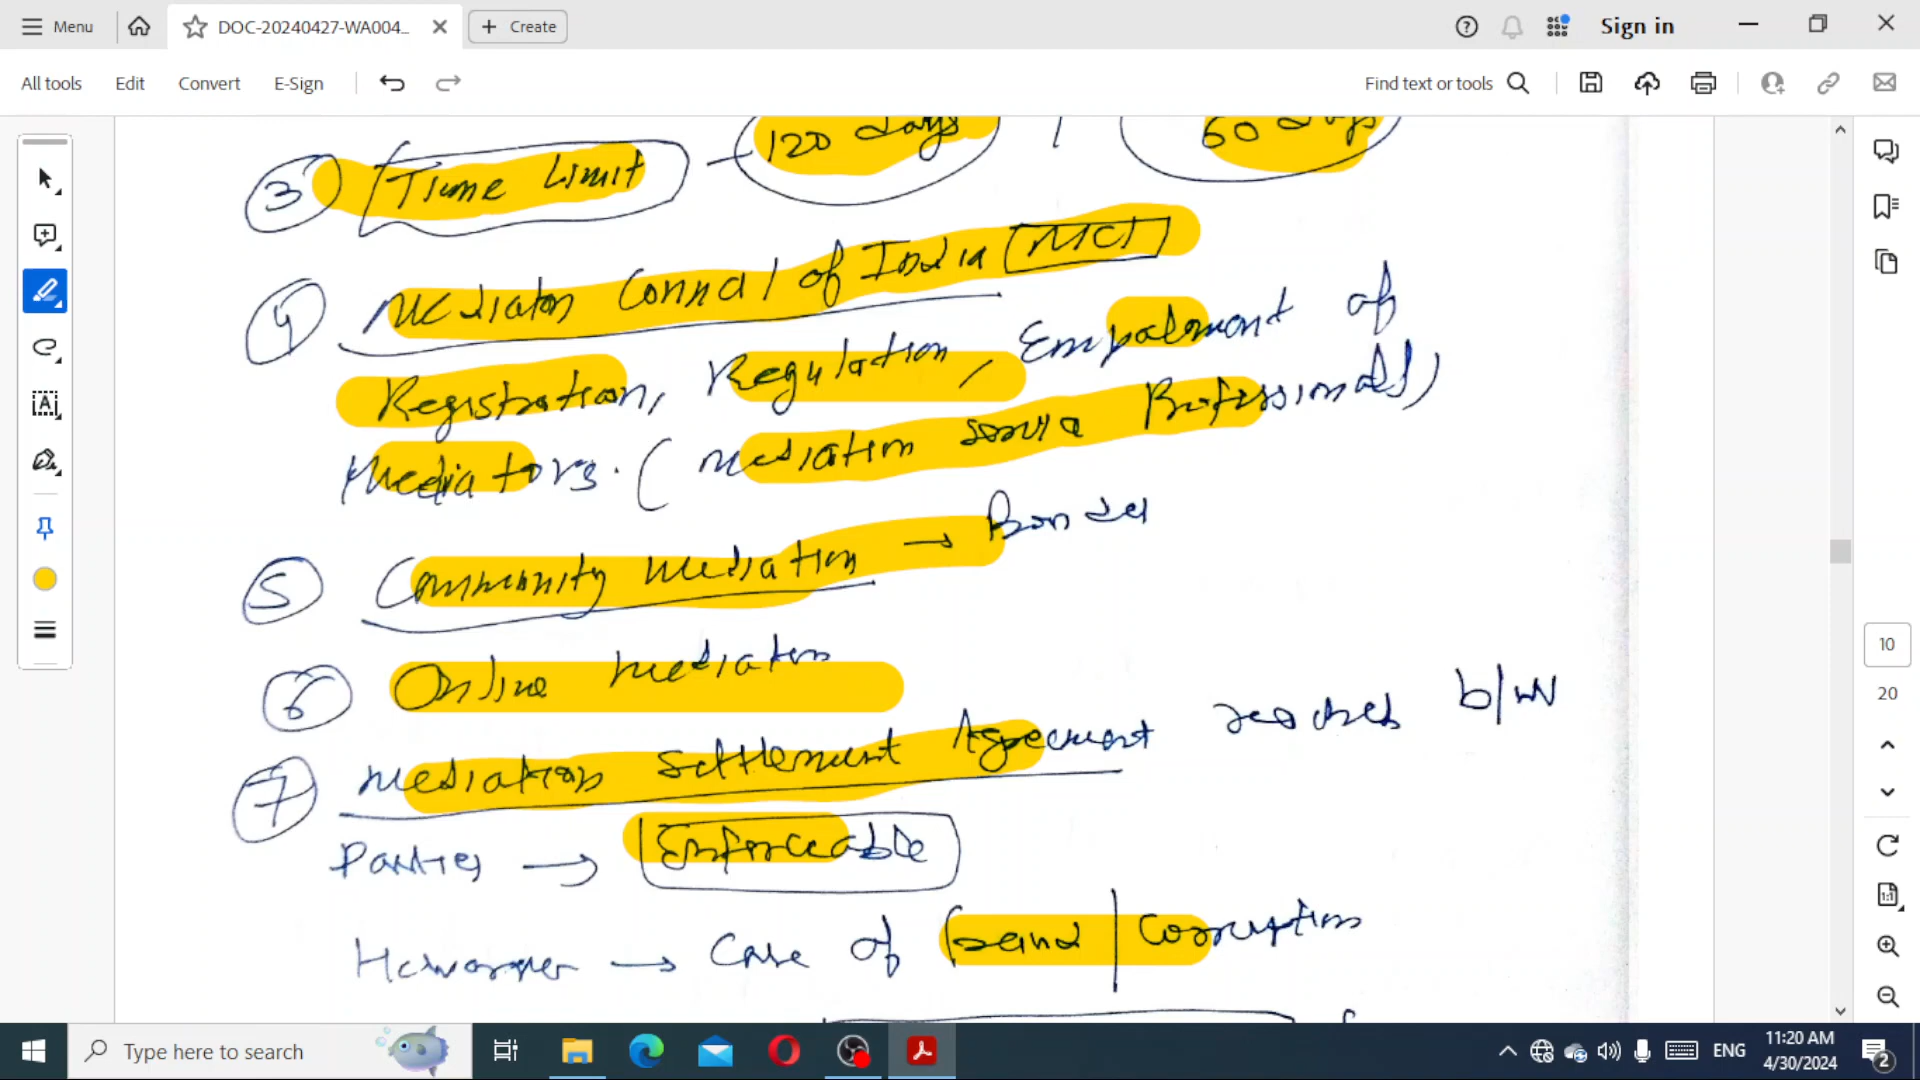 Menu
DOC-20240427-WA004...
Create
Sign in
All tools
Edit
Convert
E-Sign
Find text or tools
③ Time Limit - 120 days / 60 days
④ Mediation Council of India (MCI)
Registration, Regulation, Empalment of
Mediators. (Mediation Service Professionals)
⑤ Community Mediation →
⑥ Online Mediation
⑦ Mediation Settlement Agreement reached b/w
Parties → Enforceable
However → Case of fraud | Corruption
10
20
Type here to search
ENG
11:20 AM
4/30/2024
2